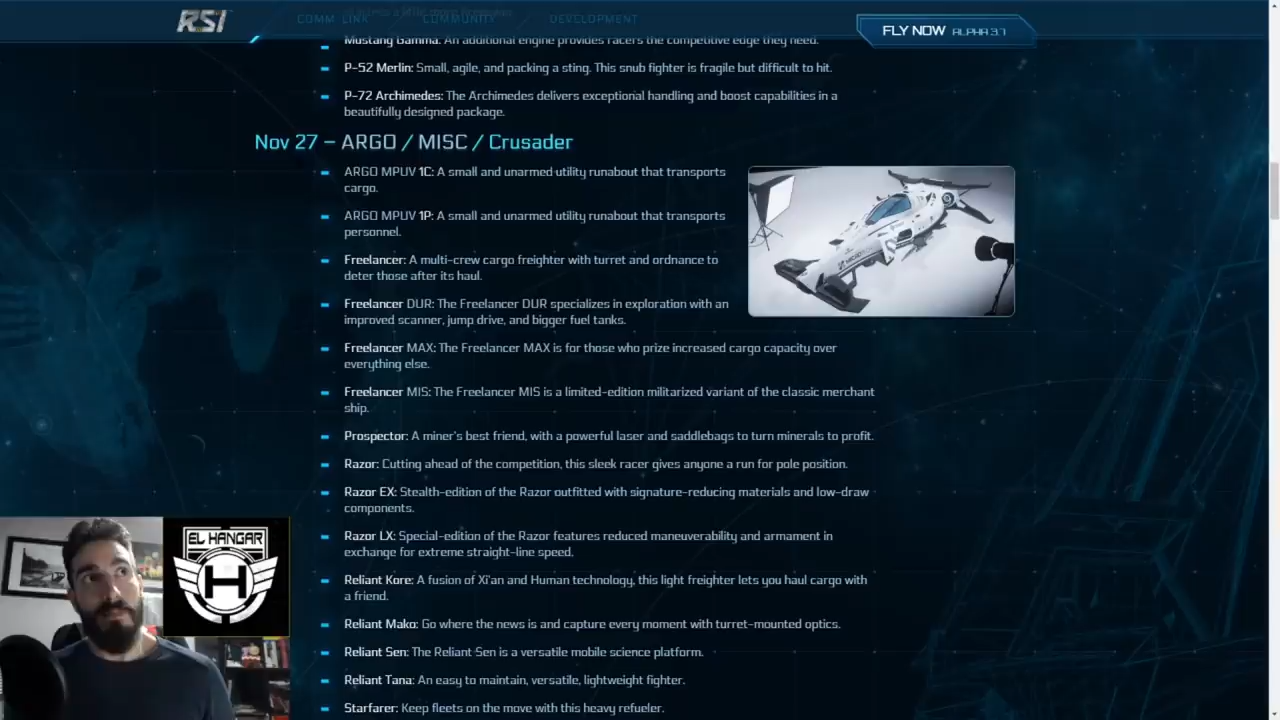 RSI
COMM LINK
COMMUNITY
DEVELOPMENT
FLY NOW ALPHA 3.7
Mustang Gamma: An additional engine provides racers the competitive edge they need.
P-52 Merlin: Small, agile, and packing a sting. This snub fighter is fragile but difficult to hit.
P-72 Archimedes: The Archimedes delivers exceptional handling and boost capabilities in a
beautifully designed package.
Nov 27 – ARGO / MISC / Crusader
ARGO MPUV 1C: A small and unarmed utility runabout that transports
cargo.
ARGO MPUV 1P: A small and unarmed utility runabout that transports
personnel.
Freelancer: A multi-crew cargo freighter with turret and ordnance to
deter those after its haul.
Freelancer DUR: The Freelancer DUR specializes in exploration with an
improved scanner, jump drive, and bigger fuel tanks.
Freelancer MAX: The Freelancer MAX is for those who prize increased cargo capacity over
everything else.
Freelancer MIS: The Freelancer MIS is a limited-edition militarized variant of the classic merchant
ship.
Prospector: A miner's best friend, with a powerful laser and saddlebags to turn minerals to profit.
Razor: Cutting ahead of the competition, this sleek racer gives anyone a run for pole position.
Razor EX: Stealth-edition of the Razor outfitted with signature-reducing materials and low-draw
components.
Razor LX: Special-edition of the Razor features reduced maneuverability and armament in
exchange for extreme straight-line speed.
Reliant Kore: A fusion of Xi'an and Human technology, this light freighter lets you haul cargo with
a friend.
Reliant Mako: Go where the news is and capture every moment with turret-mounted optics.
Reliant Sen: The Reliant Sen is a versatile mobile science platform.
Reliant Tana: An easy to maintain, versatile, lightweight fighter.
Starfarer: Keep fleets on the move with this heavy refueler.
EL HANGAR
H